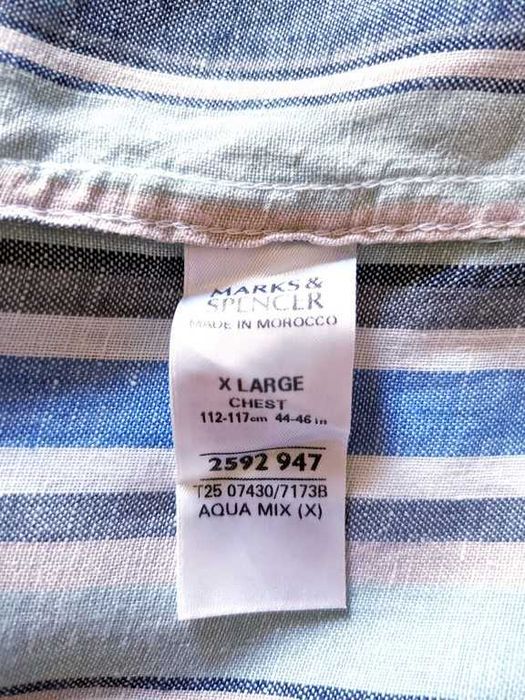 MARKS &
SPENCER
MADE IN MOROCCO
X LARGE
CHEST
112-117cm 44-46 in
2592 947
T25 07430/7173B
AQUA MIX (X)